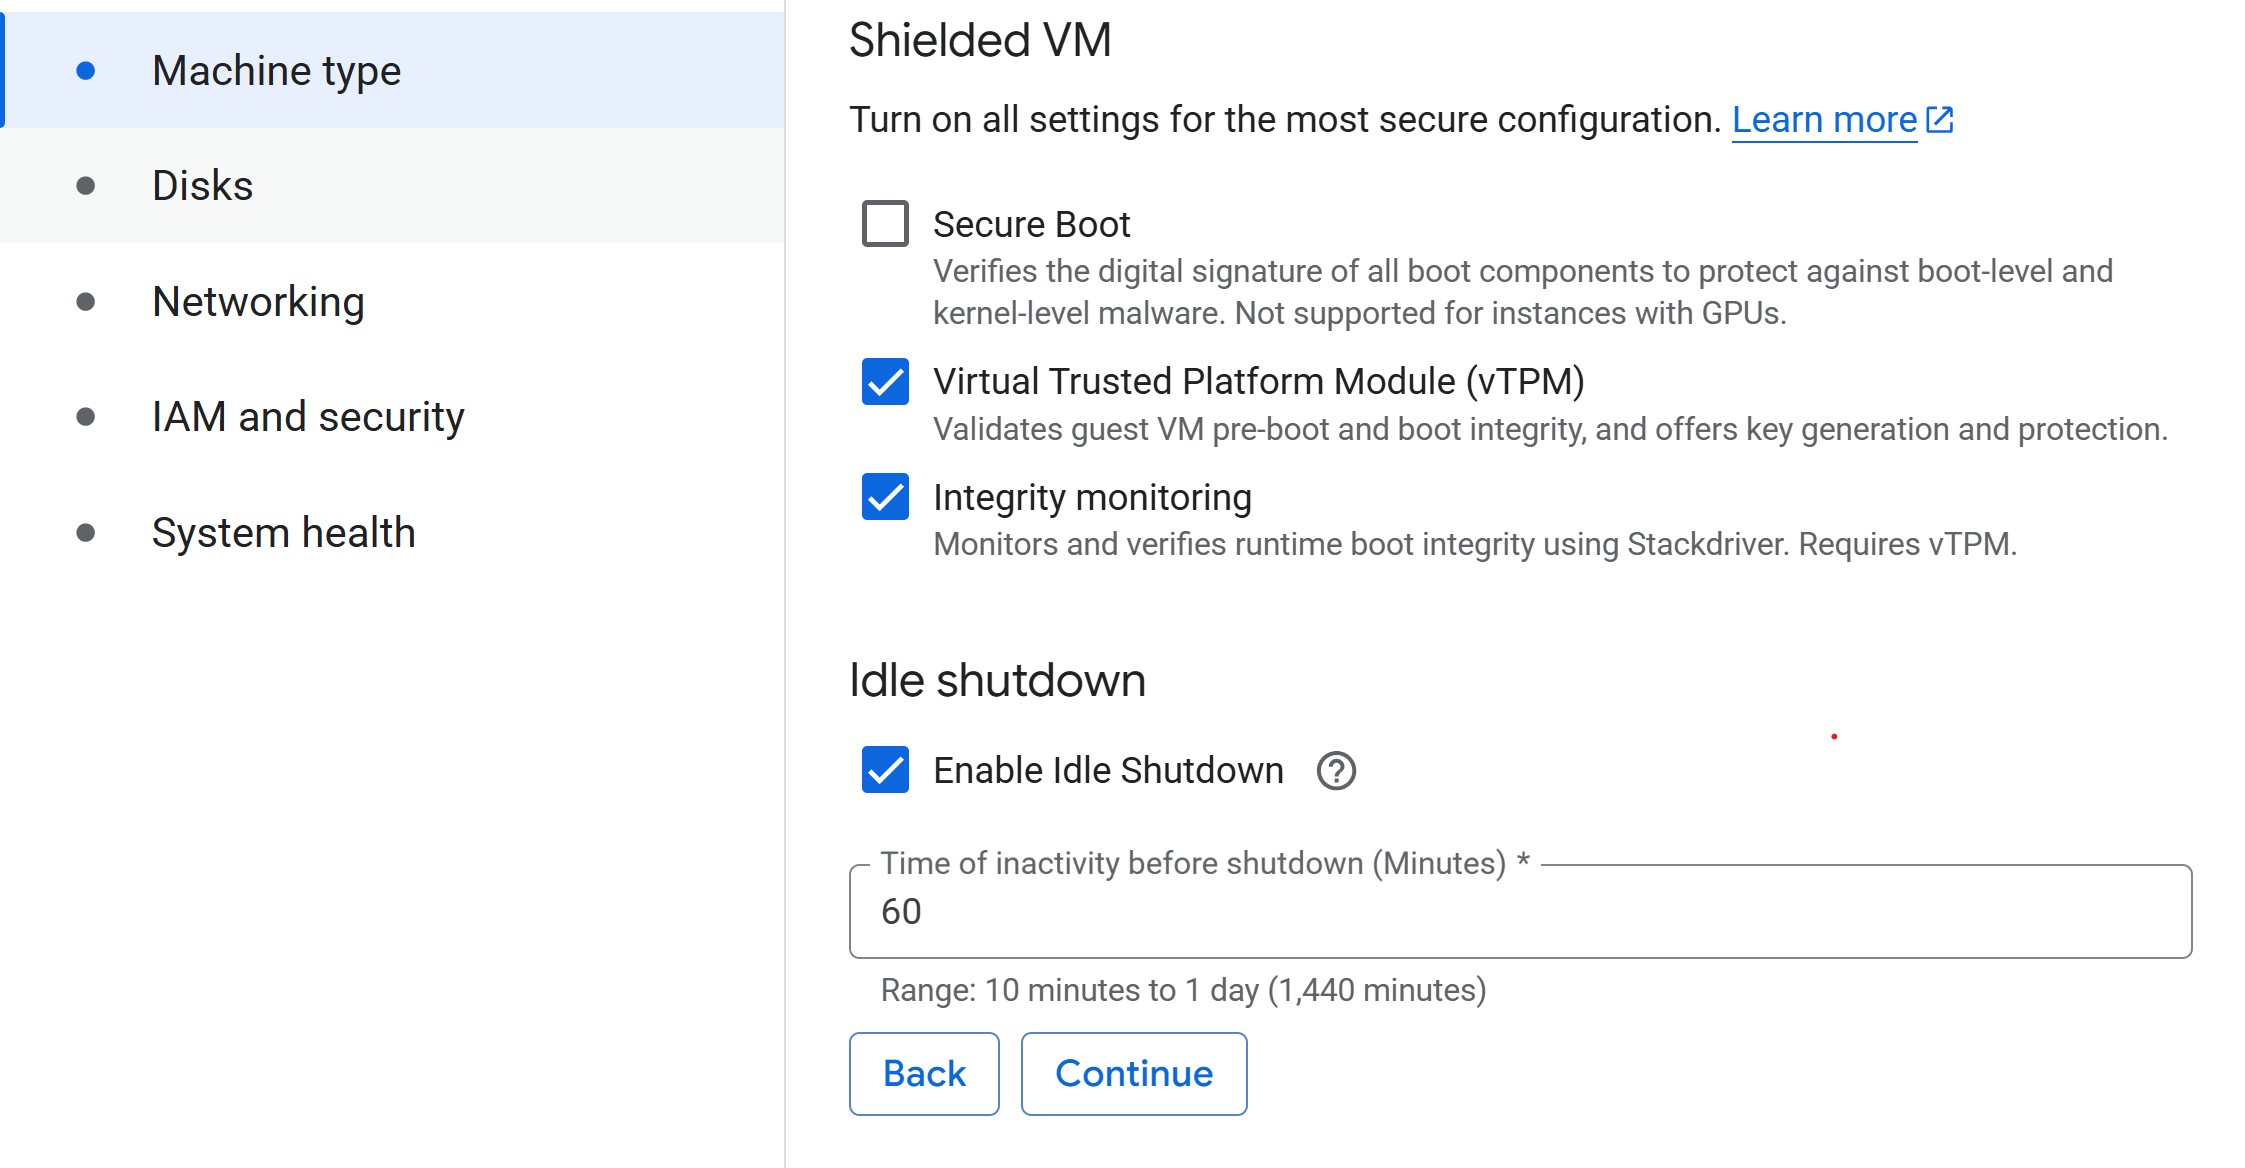 Machine type
Disks
Networking
IAM and security
System health
Shielded VM
Turn on all settings for the most secure configuration. Learn more
Secure Boot
Verifies the digital signature of all boot components to protect against boot-level and
kernel-level malware. Not supported for instances with GPUs.
Virtual Trusted Platform Module (vTPM)
Validates guest VM pre-boot and boot integrity, and offers key generation and protection.
Integrity monitoring
Monitors and verifies runtime boot integrity using Stackdriver. Requires vTPM.
Idle shutdown
Enable Idle Shutdown
Time of inactivity before shutdown (Minutes) *
60
Range: 10 minutes to 1 day (1,440 minutes)
Back Continue